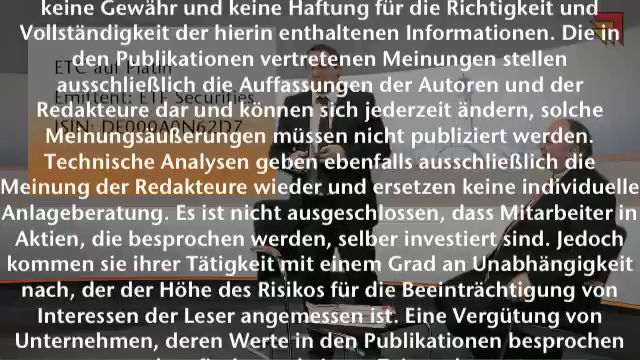 keine Gewähr und keine Haftung für die Richtigkeit und
Vollständigkeit der hierin enthaltenen Informationen. Die in
den Publikationen vertretenen Meinungen stellen
ETC auf Platin
ausschließlich die Auffassungen der Autoren und der
Emittent: ETF Securities
Redakteure dar und können sich jederzeit ändern, solche
ISIN: DE000A0N62D7
Meinungsäußerungen müssen nicht publiziert werden.
Technische Analysen geben ebenfalls ausschließlich die
Meinung der Redakteure wieder und ersetzen keine individuelle
Anlageberatung. Es ist nicht ausgeschlossen, dass Mitarbeiter in
Aktien, die besprochen werden, selber investiert sind. Jedoch
kommen sie ihrer Tätigkeit mit einem Grad an Unabhängigkeit
nach, der der Höhe des Risikos für die Beeinträchtigung von
Interessen der Leser angemessen ist. Eine Vergütung von
Unternehmen, deren Werte in den Publikationen besprochen